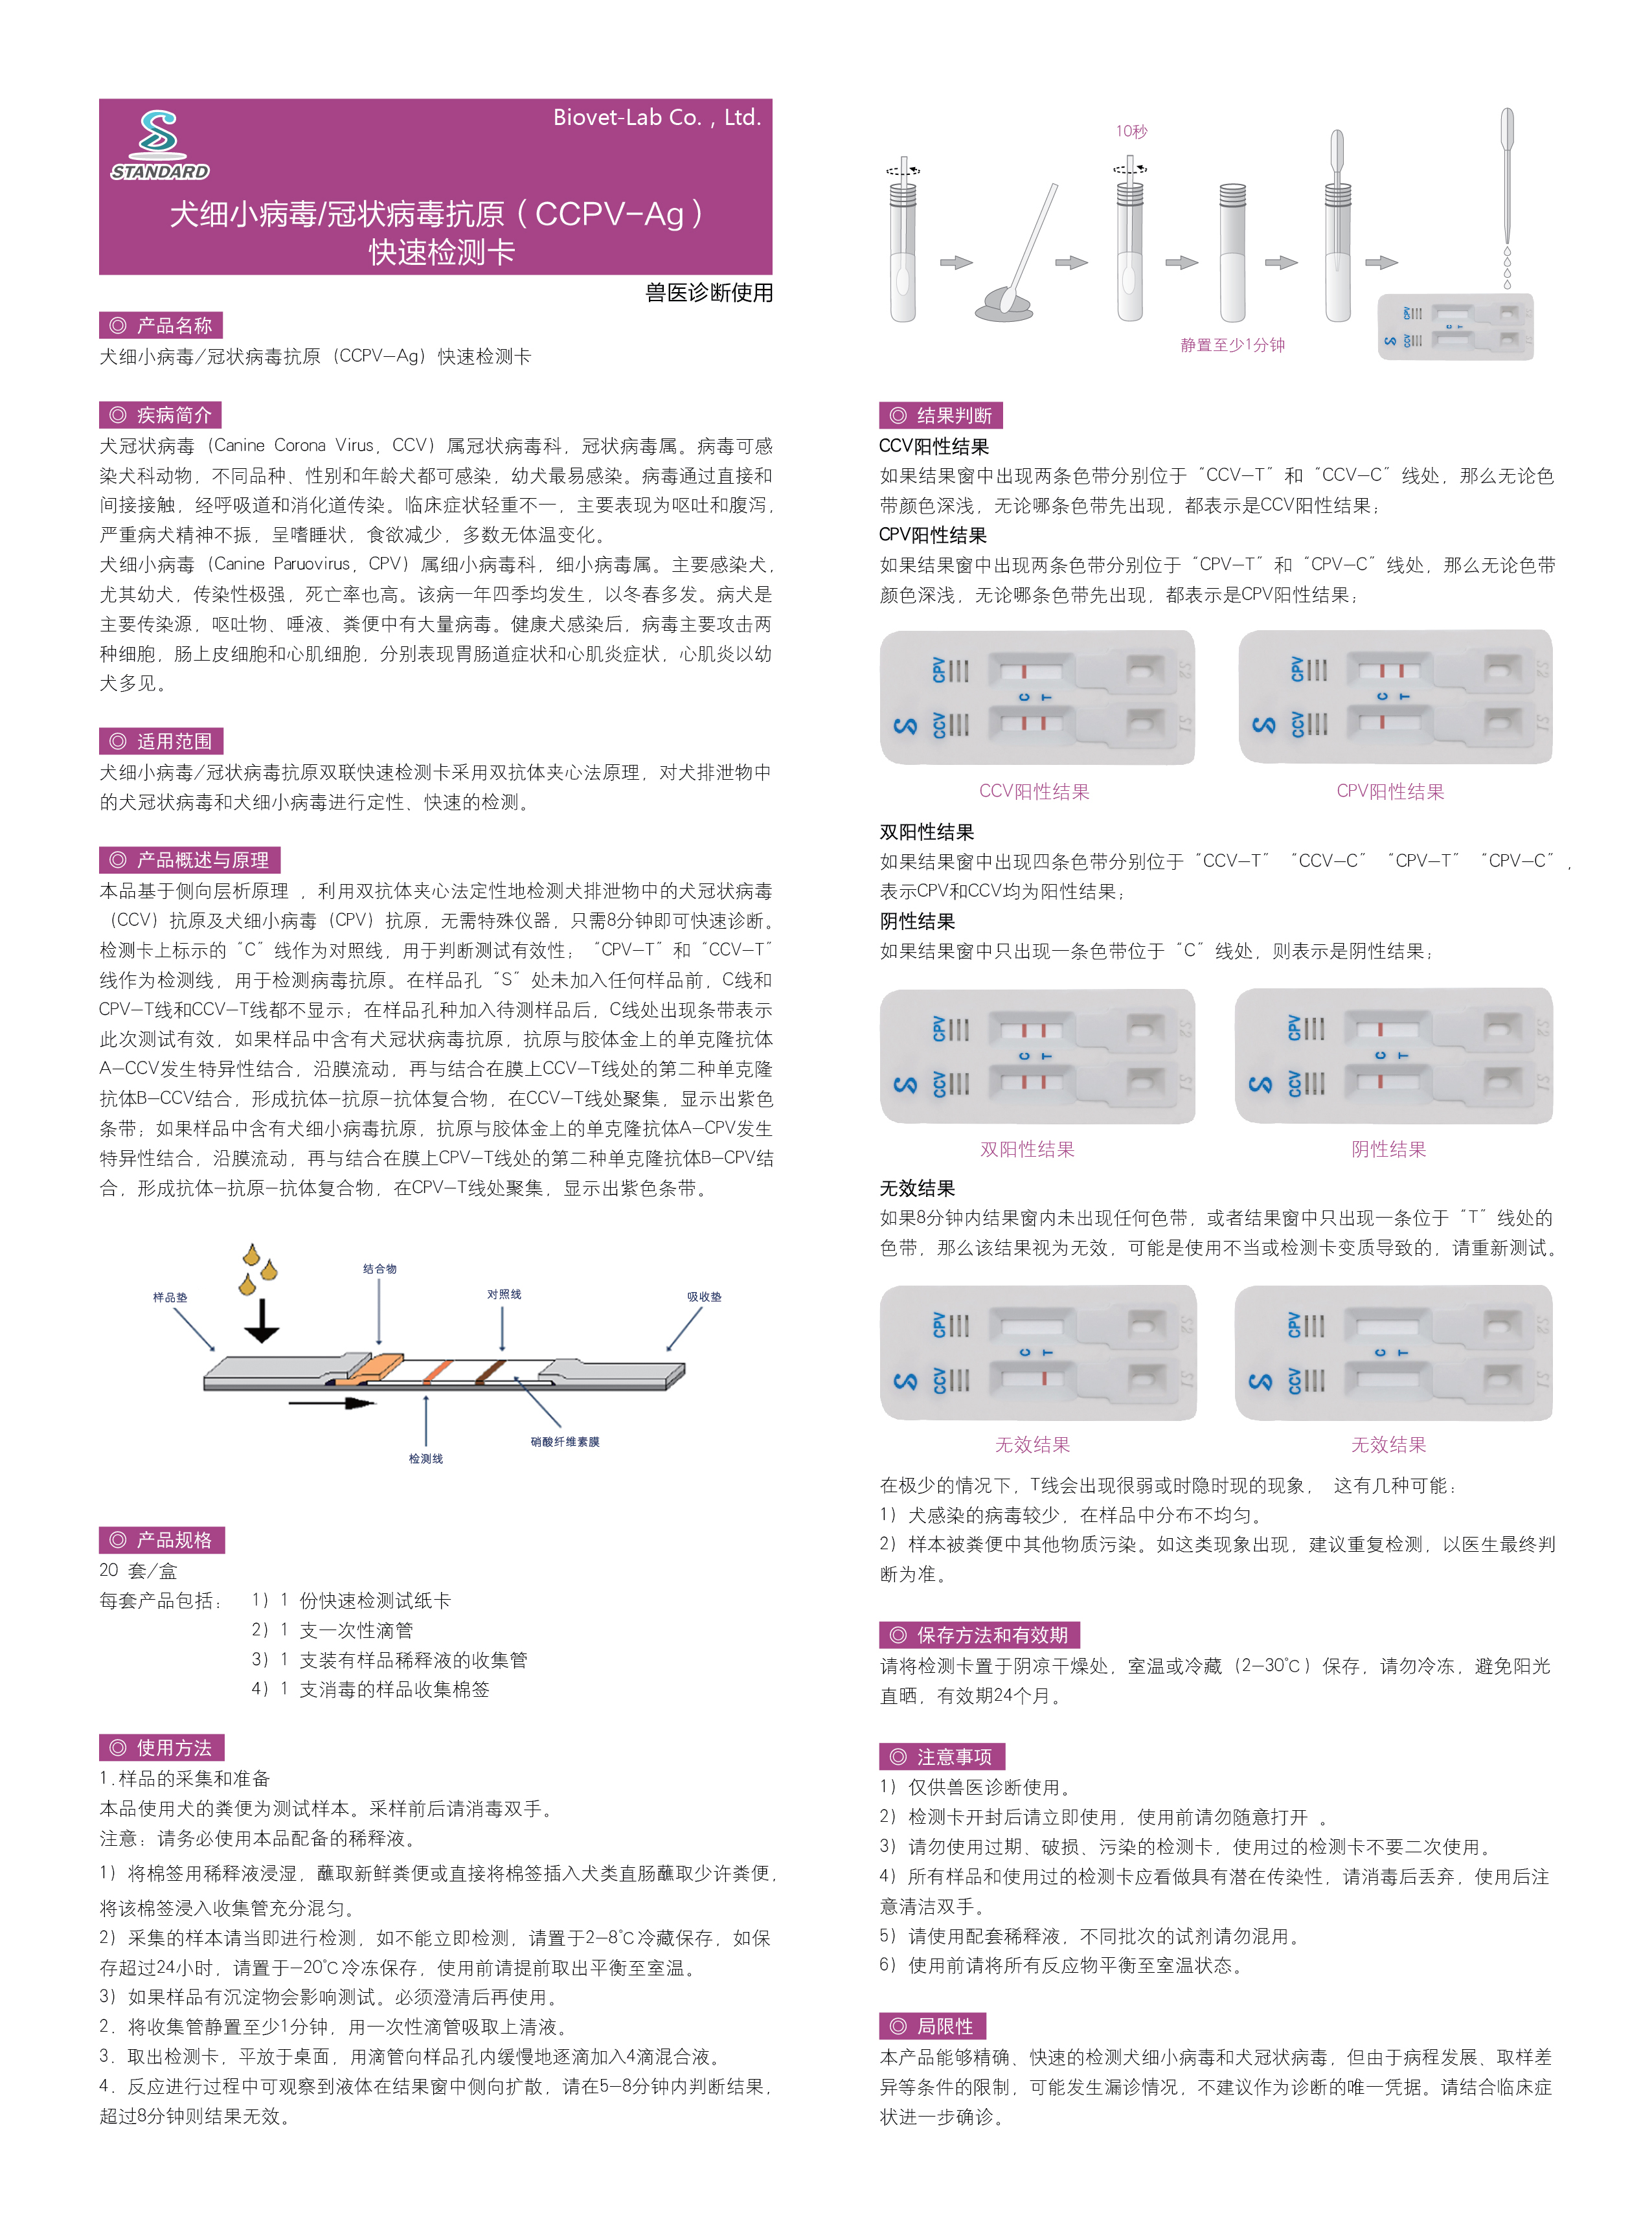 Biovet-Lab Co. , Ltd.
STANDARD
犬细小病毒/冠状病毒抗原（CCPV-Ag）
快速检测卡
兽医诊断使用
◎ 产品名称
犬细小病毒/冠状病毒抗原（CCPV-Ag）快速检测卡
◎ 疾病简介
犬冠状病毒（Canine Corona Virus，CCV）属冠状病毒科，冠状病毒属。病毒可感
染犬科动物，不同品种、性别和年龄犬都可感染，幼犬最易感染。病毒通过直接和
间接接触，经呼吸道和消化道传染。临床症状轻重不一，主要表现为呕吐和腹泻，
严重病犬精神不振，呈嗜睡状，食欲减少，多数无体温变化。
犬细小病毒（Canine Paruovirus，CPV）属细小病毒科，细小病毒属。主要感染犬，
尤其幼犬，传染性极强，死亡率也高。该病一年四季均发生，以冬春多发。病犬是
主要传染源，呕吐物、唾液、粪便中有大量病毒。健康犬感染后，病毒主要攻击两
种细胞，肠上皮细胞和心肌细胞，分别表现胃肠道症状和心肌炎症状，心肌炎以幼
犬多见。
◎ 适用范围
犬细小病毒/冠状病毒抗原双联快速检测卡采用双抗体夹心法原理，对犬排泄物中
的犬冠状病毒和犬细小病毒进行定性、快速的检测。
◎ 产品概述与原理
本品基于侧向层析原理 ，利用双抗体夹心法定性地检测犬排泄物中的犬冠状病毒
（CCV）抗原及犬细小病毒（CPV）抗原，无需特殊仪器，只需8分钟即可快速诊断。
检测卡上标示的“C”线作为对照线，用于判断测试有效性；“CPV-T”和“CCV-T”
线作为检测线，用于检测病毒抗原。在样品孔“S”处未加入任何样品前，C线和
CPV-T线和CCV-T线都不显示；在样品孔种加入待测样品后，C线处出现条带表示
此次测试有效，如果样品中含有犬冠状病毒抗原，抗原与胶体金上的单克隆抗体
A-CCV发生特异性结合，沿膜流动，再与结合在膜上CCV-T线处的第二种单克隆
抗体B-CCV结合，形成抗体-抗原-抗体复合物，在CCV-T线处聚集，显示出紫色
条带；如果样品中含有犬细小病毒抗原，抗原与胶体金上的单克隆抗体A-CPV发生
特异性结合，沿膜流动，再与结合在膜上CPV-T线处的第二种单克隆抗体B-CPV结
合，形成抗体-抗原-抗体复合物，在CPV-T线处聚集，显示出紫色条带。
结合物
样品垫
对照线
吸收垫
硝酸纤维素膜
检测线
◎ 产品规格
20 套/盒
每套产品包括： 1）1 份快速检测试纸卡
2）1 支一次性滴管
3）1 支装有样品稀释液的收集管
4）1 支消毒的样品收集棉签
◎ 使用方法
1.样品的采集和准备
本品使用犬的粪便为测试样本。采样前后请消毒双手。
注意：请务必使用本品配备的稀释液。
1）将棉签用稀释液浸湿，蘸取新鲜粪便或直接将棉签插入犬类直肠蘸取少许粪便，
将该棉签浸入收集管充分混匀。
2）采集的样本请当即进行检测，如不能立即检测，请置于2-8℃冷藏保存，如保
存超过24小时，请置于-20℃冷冻保存，使用前请提前取出平衡至室温。
3）如果样品有沉淀物会影响测试。必须澄清后再使用。
2．将收集管静置至少1分钟，用一次性滴管吸取上清液。
3．取出检测卡，平放于桌面，用滴管向样品孔内缓慢地逐滴加入4滴混合液。
4．反应进行过程中可观察到液体在结果窗中侧向扩散，请在5-8分钟内判断结果，
超过8分钟则结果无效。
10秒
静置至少1分钟
S CPV CCV C T S2 S1
◎ 结果判断
CCV阳性结果
如果结果窗中出现两条色带分别位于“CCV-T”和“CCV-C”线处，那么无论色
带颜色深浅，无论哪条色带先出现，都表示是CCV阳性结果；
CPV阳性结果
如果结果窗中出现两条色带分别位于“CPV-T”和“CPV-C”线处，那么无论色带
颜色深浅，无论哪条色带先出现，都表示是CPV阳性结果；
S CPV CCV C T S2 S1
S CPV CCV C T S2 S1
CCV阳性结果
CPV阳性结果
双阳性结果
如果结果窗中出现四条色带分别位于“CCV-T”“CCV-C”“CPV-T”“CPV-C”，
表示CPV和CCV均为阳性结果；
阴性结果
如果结果窗中只出现一条色带位于“C”线处，则表示是阴性结果；
S CPV CCV C T S2 S1
S CPV CCV C T S2 S1
双阳性结果
阴性结果
无效结果
如果8分钟内结果窗内未出现任何色带，或者结果窗中只出现一条位于“T”线处的
色带，那么该结果视为无效，可能是使用不当或检测卡变质导致的，请重新测试。
S CPV CCV C T S2 S1
S CPV CCV C T S2 S1
无效结果
无效结果
在极少的情况下，T线会出现很弱或时隐时现的现象， 这有几种可能：
1）犬感染的病毒较少，在样品中分布不均匀。
2）样本被粪便中其他物质污染。如这类现象出现，建议重复检测，以医生最终判
断为准。
◎ 保存方法和有效期
请将检测卡置于阴凉干燥处，室温或冷藏（2-30℃）保存，请勿冷冻，避免阳光
直晒，有效期24个月。
◎ 注意事项
1）仅供兽医诊断使用。
2）检测卡开封后请立即使用，使用前请勿随意打开 。
3）请勿使用过期、破损、污染的检测卡，使用过的检测卡不要二次使用。
4）所有样品和使用过的检测卡应看做具有潜在传染性，请消毒后丢弃，使用后注
意清洁双手。
5）请使用配套稀释液，不同批次的试剂请勿混用。
6）使用前请将所有反应物平衡至室温状态。
◎ 局限性
本产品能够精确、快速的检测犬细小病毒和犬冠状病毒，但由于病程发展、取样差
异等条件的限制，可能发生漏诊情况，不建议作为诊断的唯一凭据。请结合临床症
状进一步确诊。